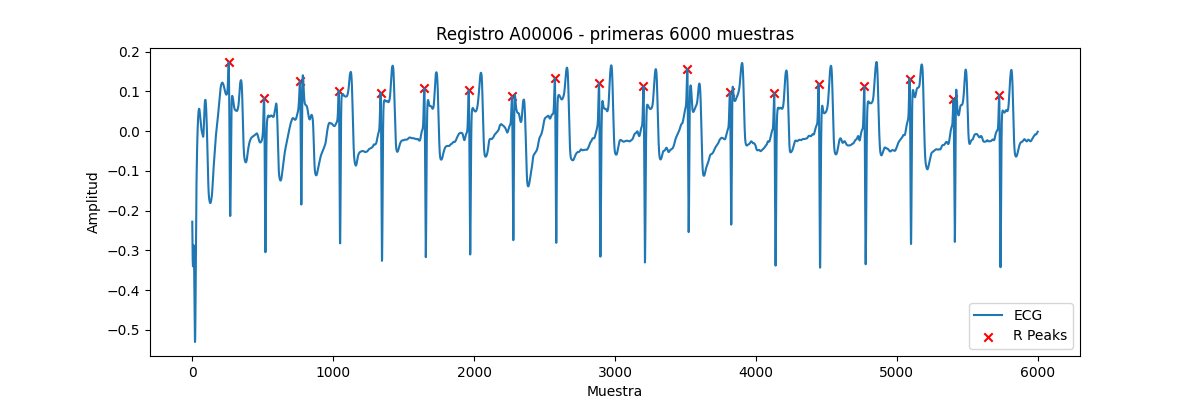 Registro A00006 - primeras 6000 muestras
Amplitud
0.2
0.1
0.0
−0.1
−0.2
−0.3
−0.4
−0.5
0 1000 2000 3000 4000 5000 6000
Muestra
ECG
R Peaks